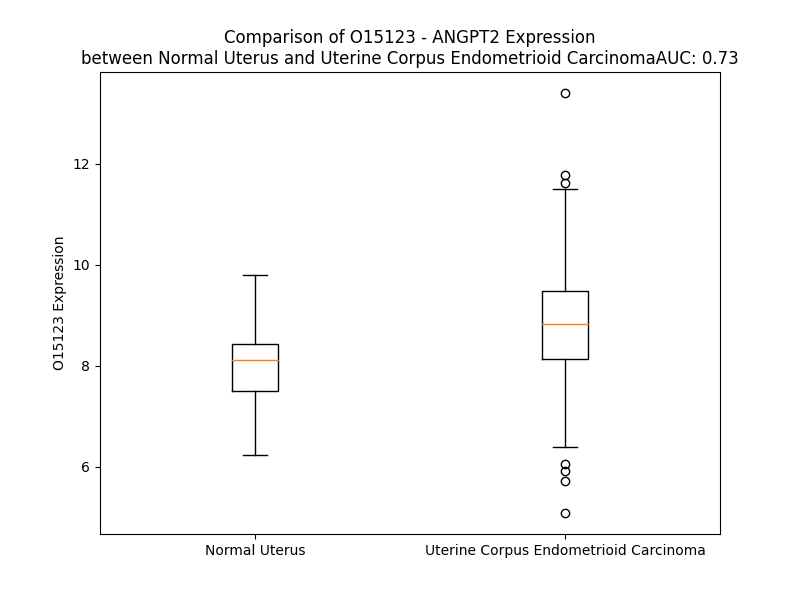 Comparison of O15123 - ANGPT2 Expression
between Normal Uterus and Uterine Corpus Endometrioid CarcinomaAUC: 0.73
O15123 Expression
12
10
8
6
Normal Uterus
Uterine Corpus Endometrioid Carcinoma